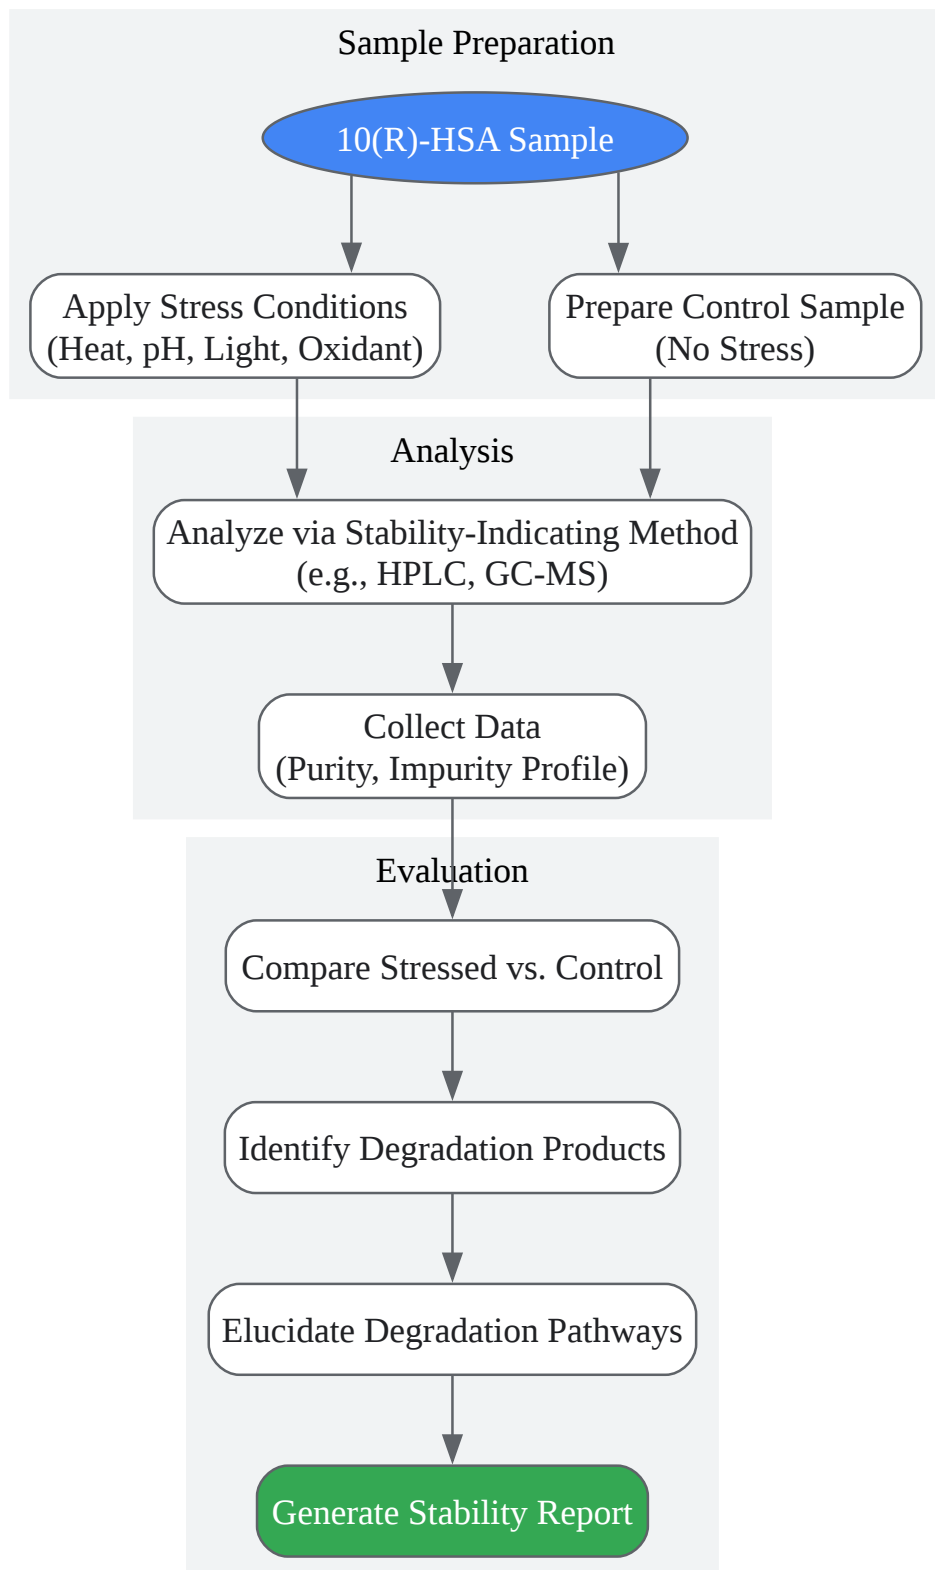 Sample Preparation
10(R)-HSA Sample
Apply Stress Conditions
(Heat, pH, Light, Oxidant)
Prepare Control Sample
(No Stress)
Analysis
Analyze via Stability-Indicating Method
(e.g., HPLC, GC-MS)
Collect Data
(Purity, Impurity Profile)
Evaluation
Compare Stressed vs. Control
Identify Degradation Products
Elucidate Degradation Pathways
Generate Stability Report